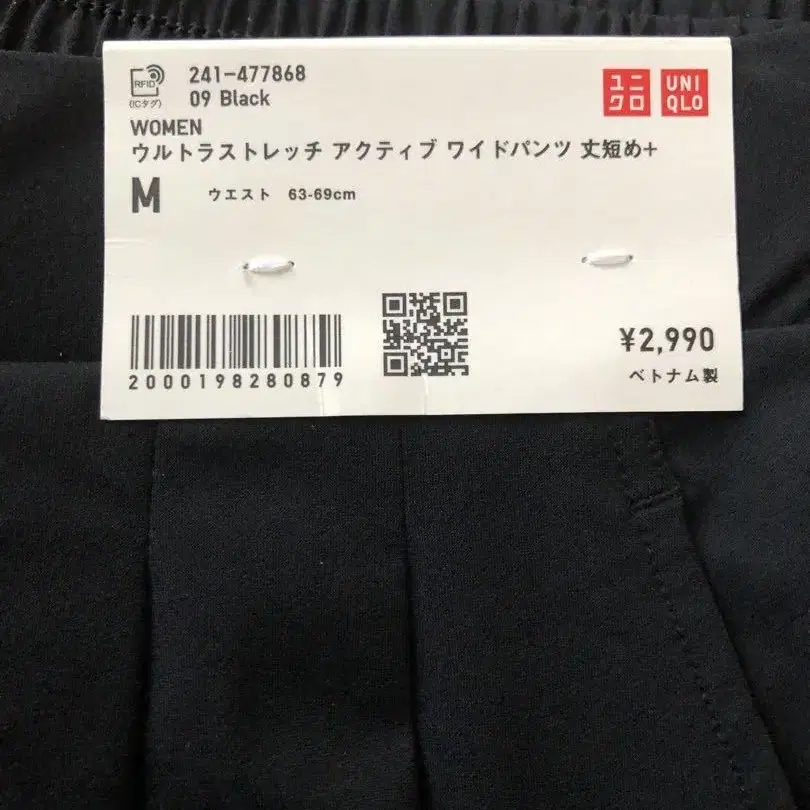 RFID
(ICタグ)
241-477868
09 Black
ユニ
クロ
UNI
QLO
WOMEN
ウルトラストレッチ アクティブ ワイドパンツ 丈短め+
M ウエスト 63-69cm
2000198280879
¥2,990
ベトナム製